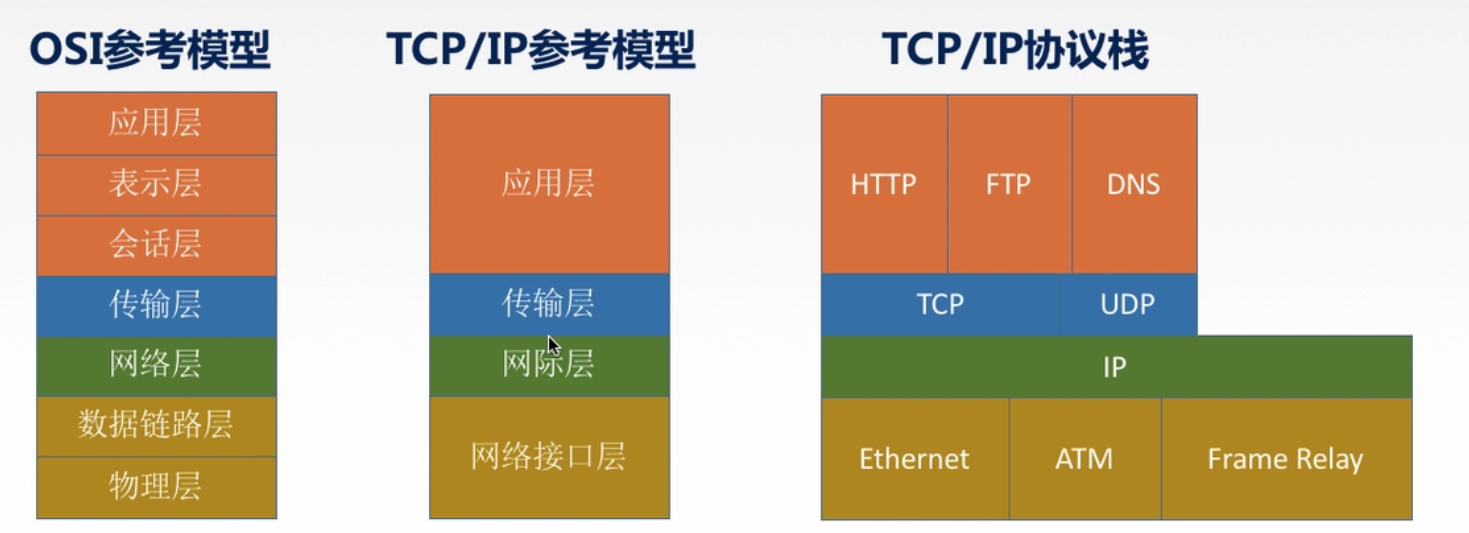 OSI参考模型
应用层
表示层
会话层
传输层
网络层
数据链路层
物理层
TCP/IP参考模型
应用层
传输层
网际层
网络接口层
TCP/IP协议栈
HTTP FTP DNS
TCP UDP
IP
Ethernet ATM Frame Relay